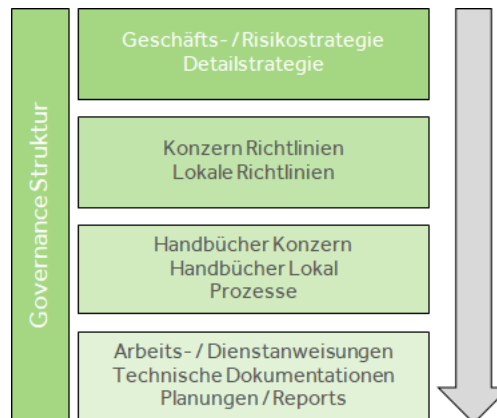 Governance Struktur
Geschäfts- / Risikostrategie
Detailstrategie
Konzern Richtlinien
Lokale Richtlinien
Handbücher Konzern
Handbücher Lokal
Prozesse
Arbeits- / Dienstanweisungen
Technische Dokumentationen
Planungen / Reports